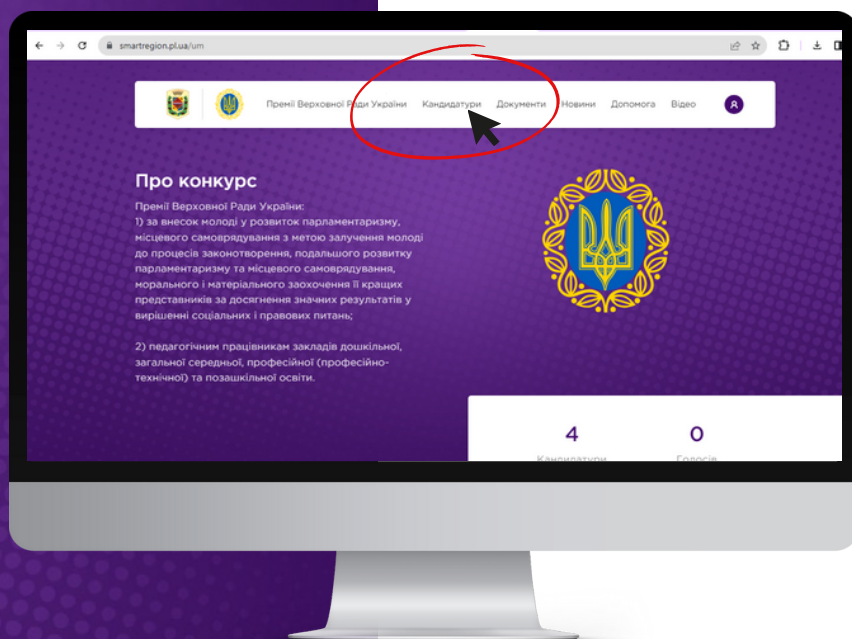 smartregion.pl.ua/um
Премії Верховної Ради України Кандидатури Документи Новини Допомога Відео
Про конкурс
Премії Верховної Ради України:
1) за внесок молоді у розвиток парламентаризму,
місцевого самоврядування з метою залучення молоді
до процесів законотворення, подальшого розвитку
парламентаризму та місцевого самоврядування,
морального і матеріального заохочення її кращих
представників за досягнення значних результатів у
вирішенні соціальних і правових питань;
2) педагогічним працівникам закладів дошкільної,
загальної середньої, професійної (професійно-
технічної) та позашкільної освіти.
4 0
Кандидатури Голосів